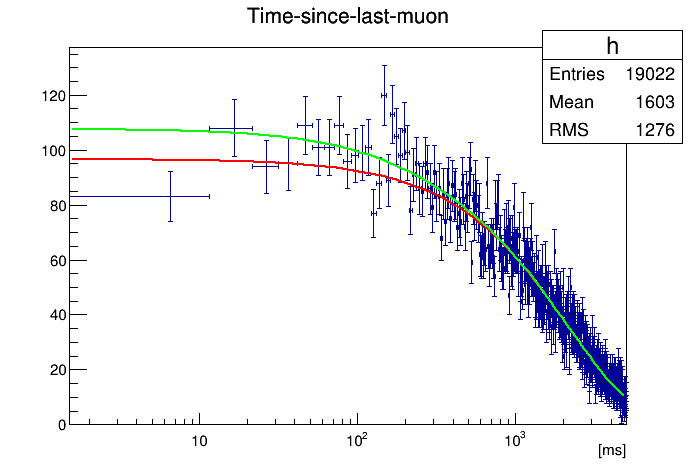 Time-since-last-muon
h
Entries 19022
Mean 1603
RMS 1276
120
100
80
60
40
20
0
10 10² 10³
[ms]